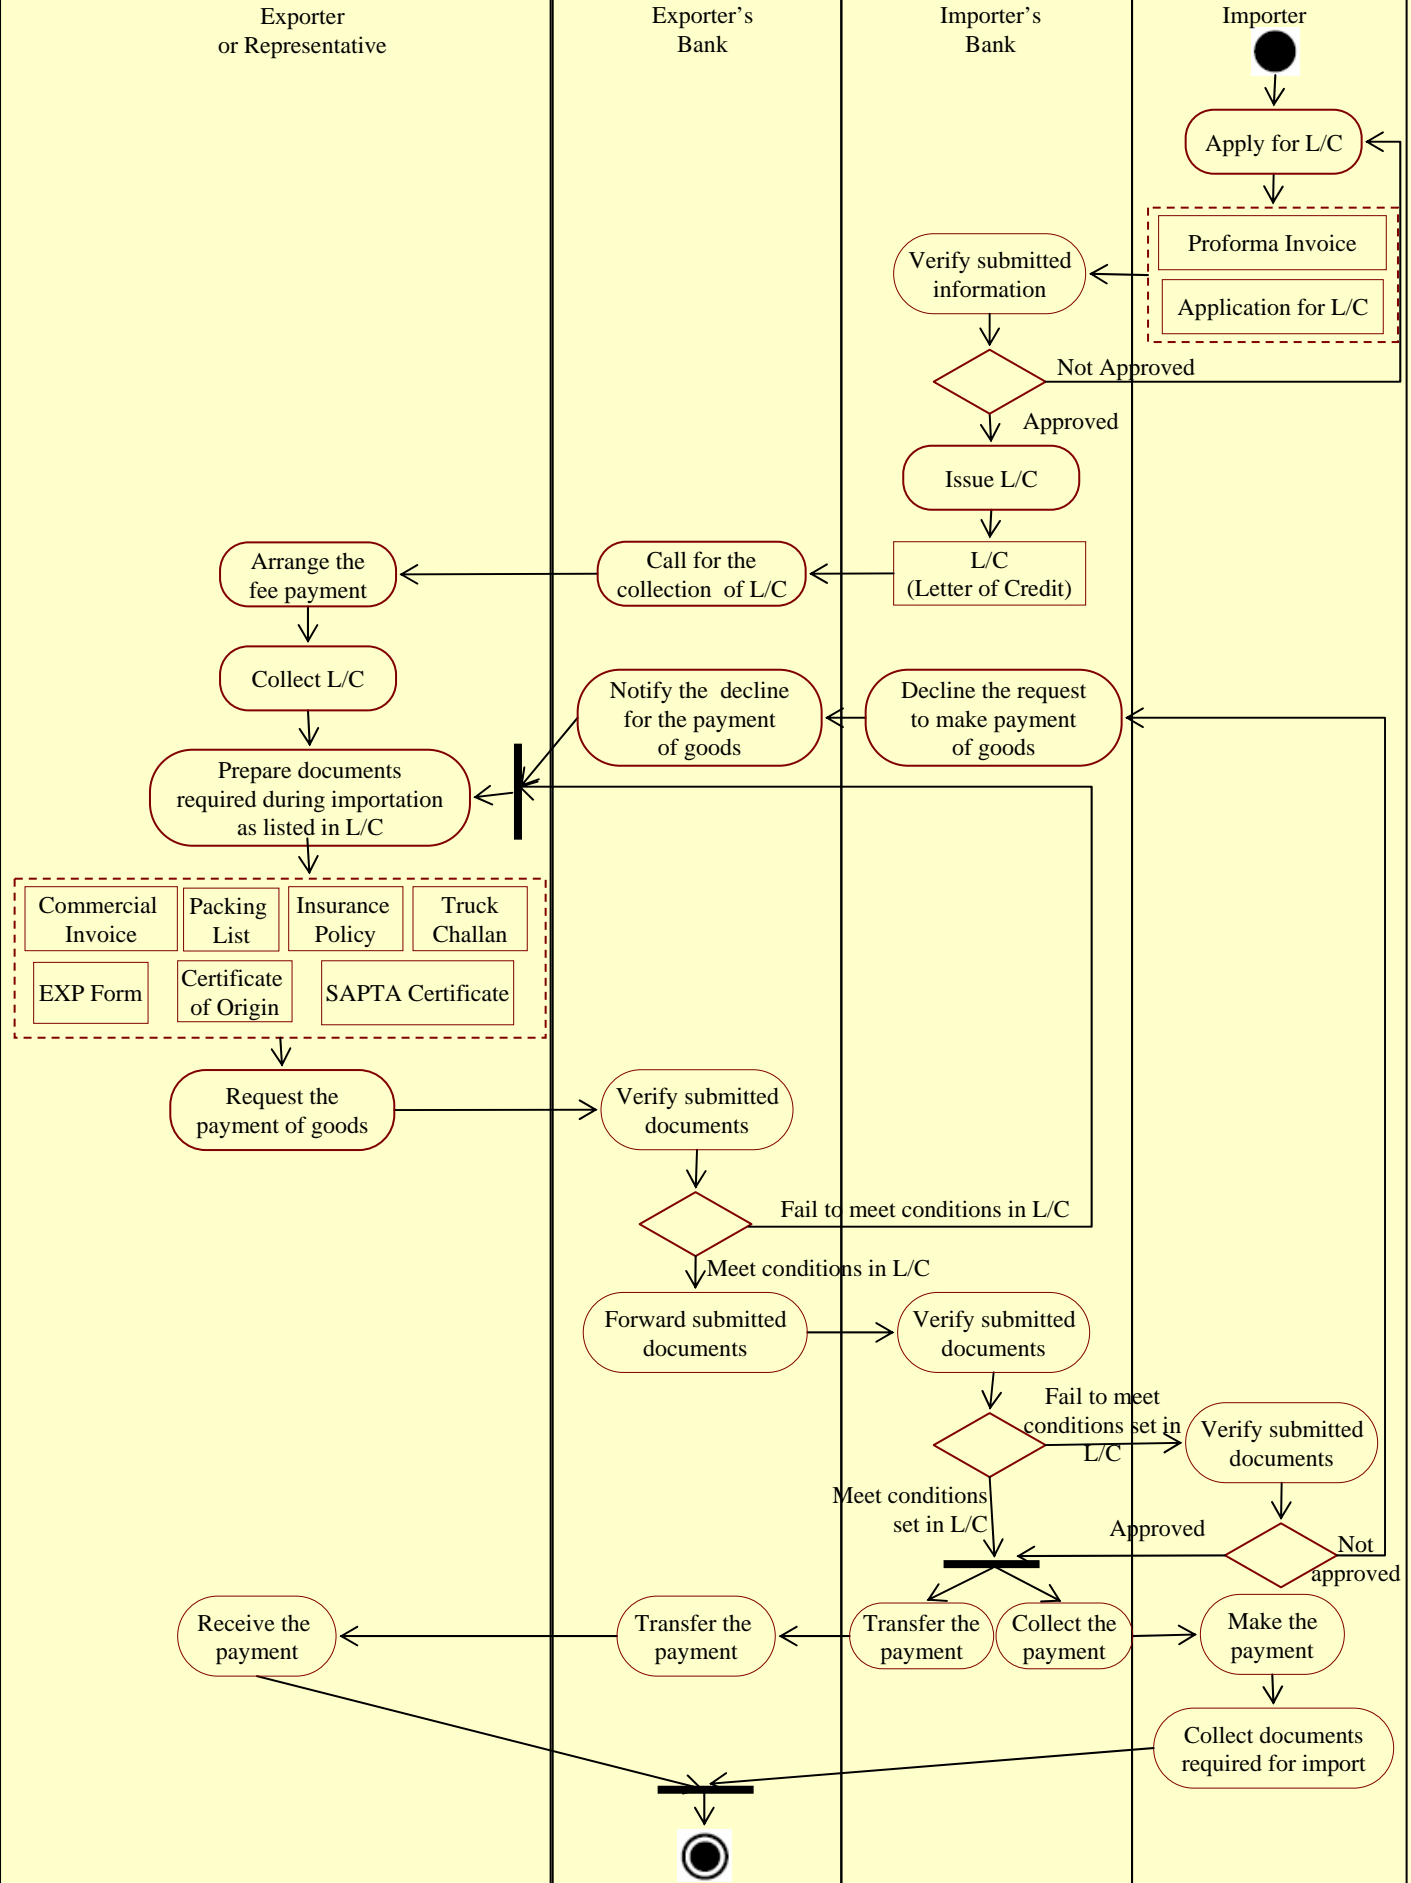 Exporter
or Representative
Exporter's
Bank
Importer's
Bank
Importer
Apply for L/C
Proforma Invoice
Application for L/C
Verify submitted
information
Not Approved
Approved
Issue L/C
L/C
(Letter of Credit)
Call for the
collection of L/C
Arrange the
fee payment
Collect L/C
Notify the decline
for the payment
of goods
Decline the request
to make payment
of goods
Prepare documents
required during importation
as listed in L/C
Commercial
Invoice
Packing
List
Insurance
Policy
Truck
Challan
EXP Form
Certificate
of Origin
SAPTA Certificate
Request the
payment of goods
Verify submitted
documents
Fail to meet conditions in L/C
Meet conditions in L/C
Forward submitted
documents
Verify submitted
documents
Fail to meet
conditions set in
L/C
Verify submitted
documents
Meet conditions
set in L/C
Approved
Not
approved
Receive the
payment
Transfer the
payment
Transfer the
payment
Collect the
payment
Make the
payment
Collect documents
required for import